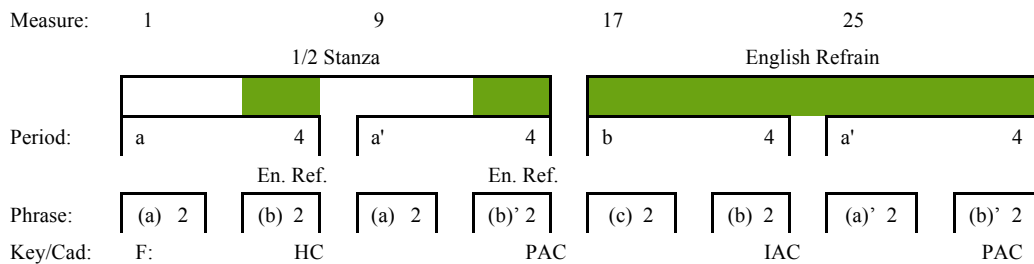 Measure: 1 9 17 25
1/2 Stanza English Refrain
Period: a 4 a' 4 b 4 a' 4
En. Ref. En. Ref.
Phrase: (a) 2 (b) 2 (a) 2 (b)’ 2 (c) 2 (b) 2 (a)’ 2 (b)’ 2
Key/Cad: F: HC PAC IAC PAC